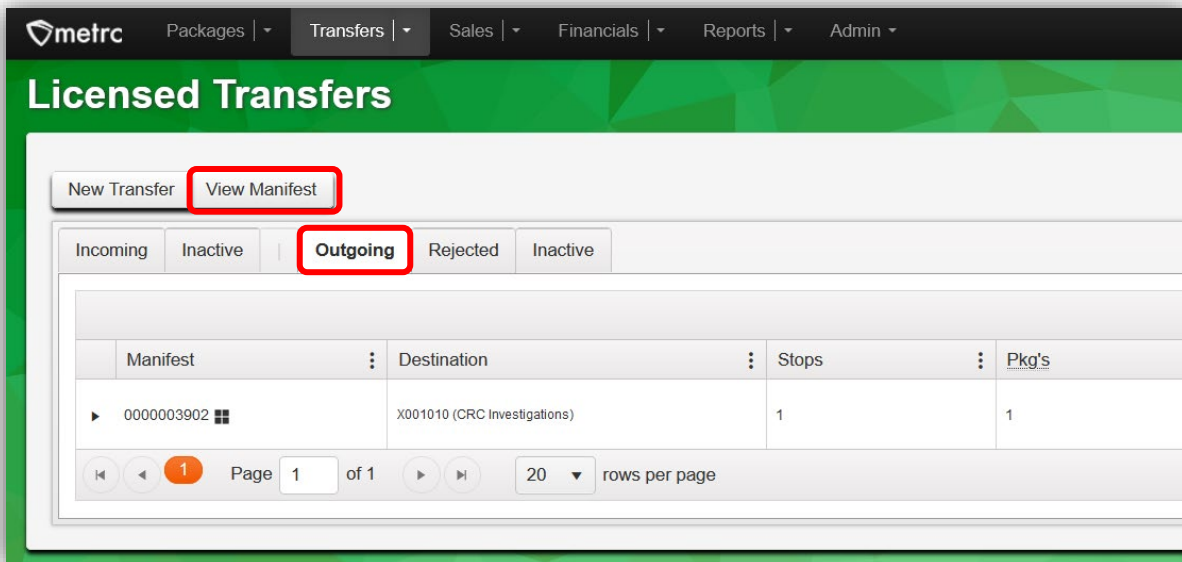 metrc Packages Transfers Sales Financials Reports Admin
Licensed Transfers
New Transfer View Manifest
Incoming Inactive Outgoing Rejected Inactive
Manifest Destination Stops Pkg's
0000003902 X001010 (CRC Investigations) 1 1
1 Page 1 of 1 20 rows per page